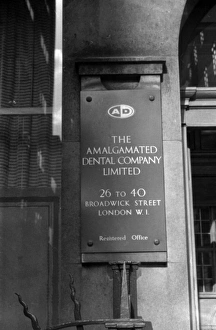 AD
THE
AMALGAMATED
DENTAL COMPANY
LIMITED
26 TO 40
BROADWICK STREET
LONDON W.1.
Registered Office